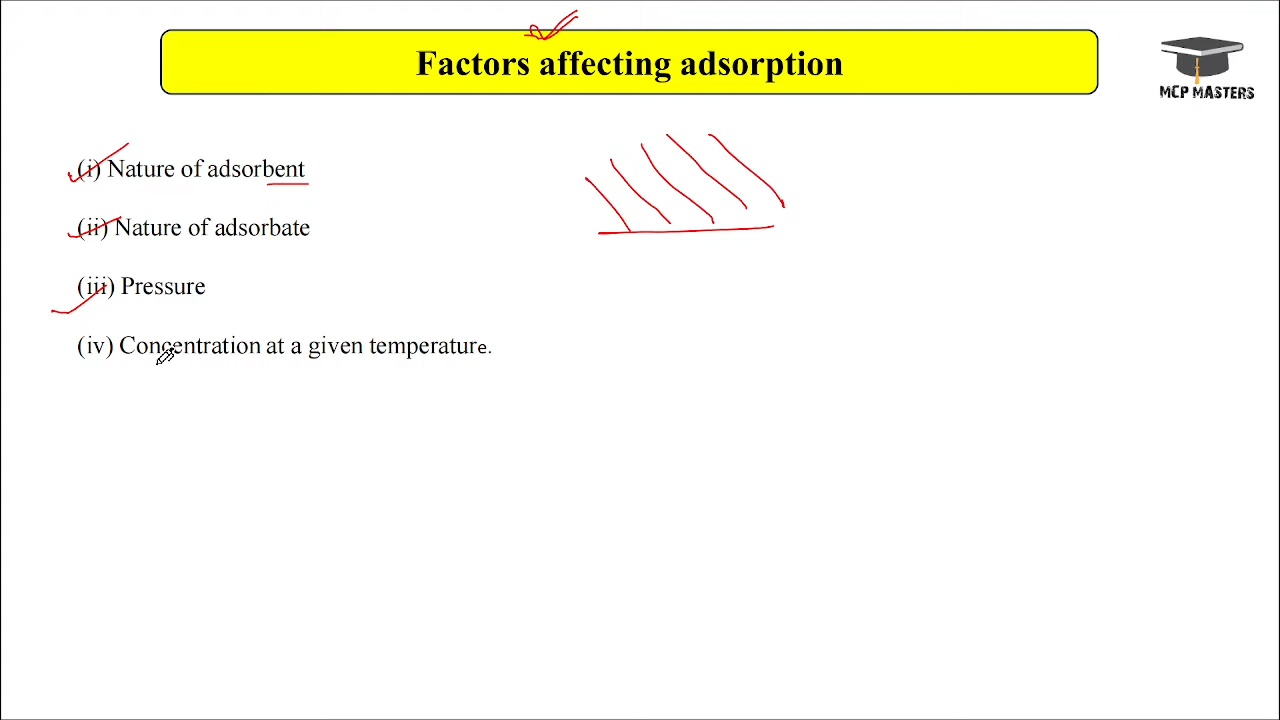 Factors affecting adsorption
MCP MASTERS
(i) Nature of adsorbent
(ii) Nature of adsorbate
(iii) Pressure
(iv) Concentration at a given temperature.